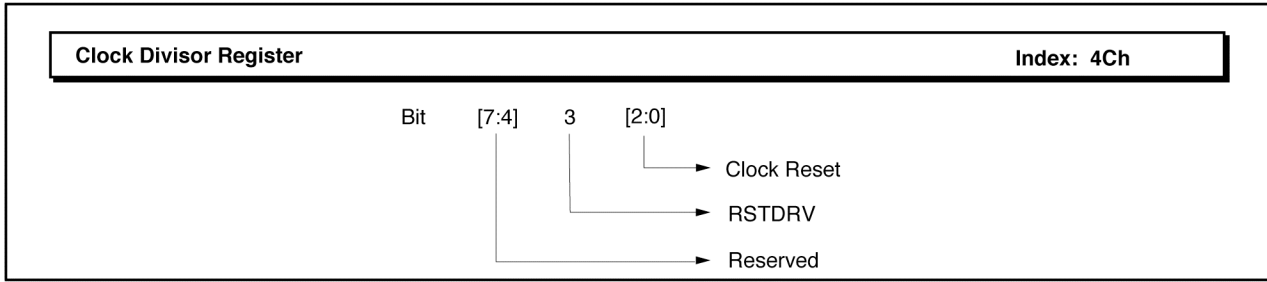 Clock Divisor Register Index: 4Ch
Bit [7:4] 3 [2:0]
Clock Reset
RSTDRV
Reserved